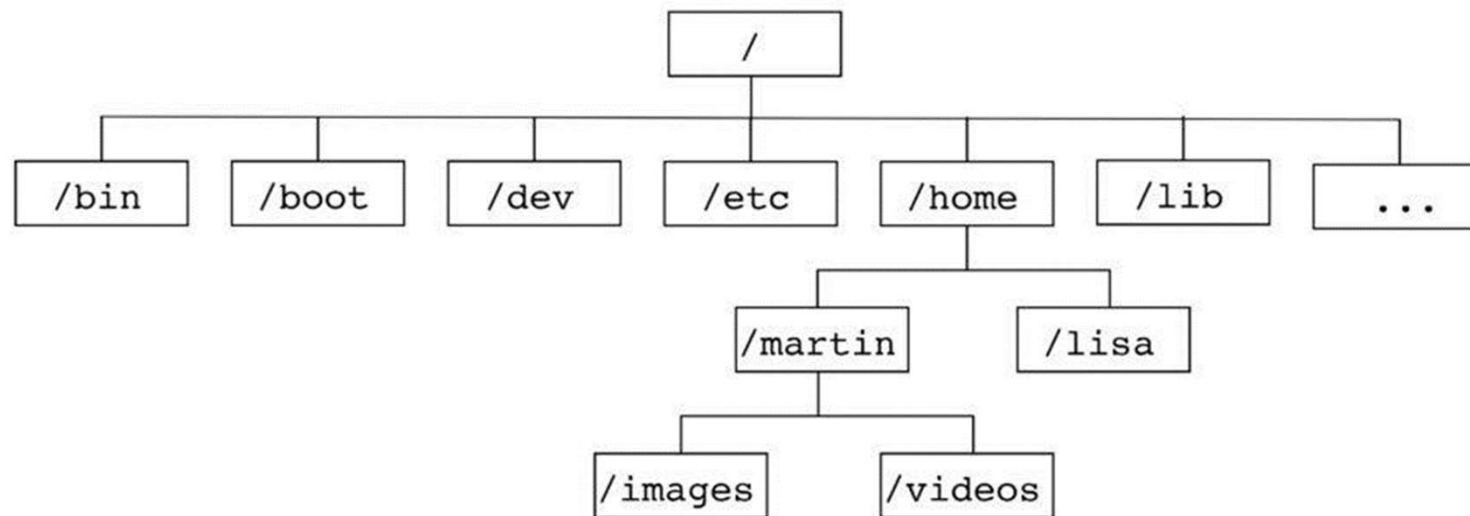 /
/bin /boot /dev /etc /home /lib ...
/martin /lisa
/images /videos